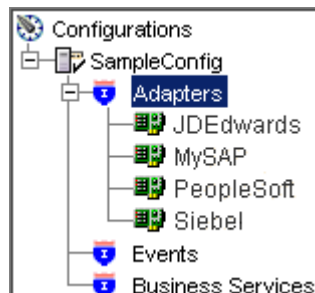 Configurations
SampleConfig
Adapters
JDEdwards
MySAP
PeopleSoft
Siebel
Events
Business Services